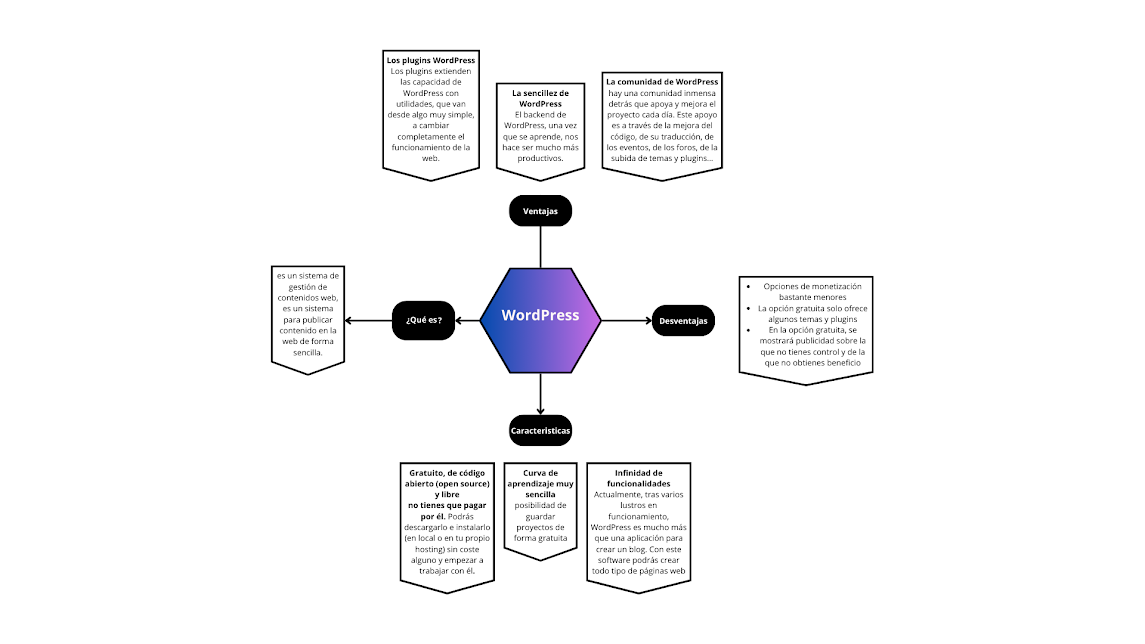 Los plugins WordPress
Los plugins extienden
las capacidad de
WordPress con
utilidades, que van
desde algo muy simple,
a cambiar
completamente el
funcionamiento de la
web.
La sencillez de
WordPress
El backend de
WordPress, una vez
que se aprende, nos
hace ser mucho más
productivos.
La comunidad de WordPress
hay una comunidad inmensa
detrás que apoya y mejora el
proyecto cada día. Este apoyo
es a través de la mejora del
código, de su traducción, de
los eventos, de los foros, de la
subida de temas y plugins...
Ventajas
es un sistema de
gestión de
contenidos web,
es un sistema
para publicar
contenido en la
web de forma
sencilla.
¿Qué es?
WordPress
Desventajas
• Opciones de monetización
bastante menores
• La opción gratuita solo ofrece
algunos temas y plugins
• En la opción gratuita, se
mostrará publicidad sobre la
que no tienes control y de la
que no obtienes beneficio
Caracteristicas
Gratuito, de código
abierto (open source)
y libre
no tienes que pagar
por él. Podrás
descargarlo e instalarlo
(en local o en tu propio
hosting) sin coste
alguno y empezar a
trabajar con él.
Curva de
aprendizaje muy
sencilla
posibilidad de
guardar
proyectos de
forma gratuita
Infinidad de
funcionalidades
Actualmente, tras varios
lustros en
funcionamiento,
WordPress es mucho más
que una aplicación para
crear un blog. Con este
software podrás crear
todo tipo de páginas web